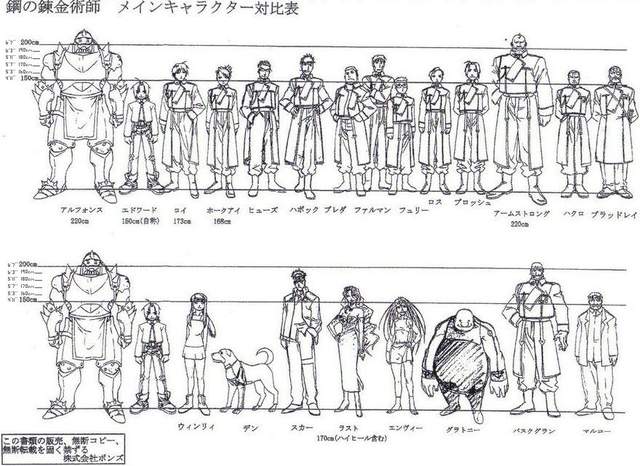 鋼の錬金術師 メインキャラクター対比表
200cm
150cm
アルフォンス エドワード ロイ ホークアイ ヒューズ ハボック ブレダ ファルマン フュリー ロス ブロッシュ アームストロング ハクロ ブラッドレイ
220cm 150cm(自称) 173cm 168cm 220cm
200cm
150cm
ウィンリィ デン スカー ラスト エンヴィー グラトニー バスクグラン マルコー
170cm(ハイヒール含む)
この書類の販売、無断コピー、
無断転載を固く禁ずる
株式会社ボンズ